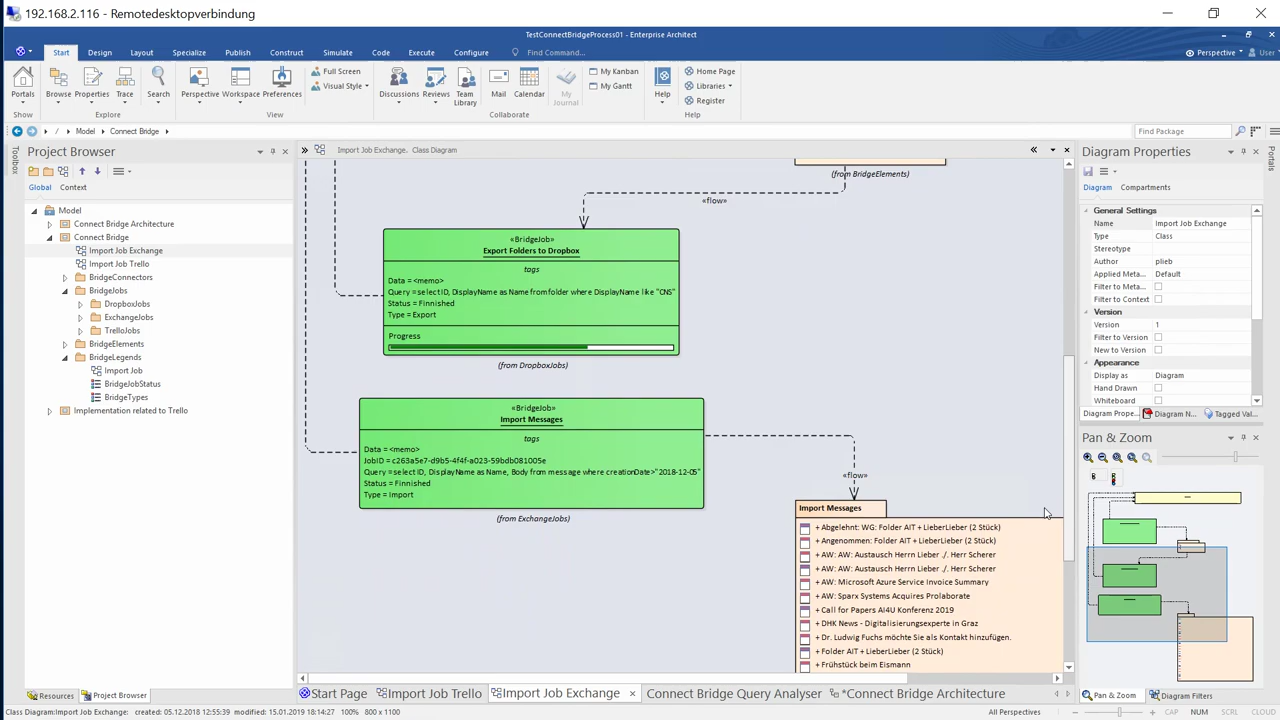 192.168.2.116 - Remotedesktopverbindung
TestConnectBridgeProcess01 - Enterprise Architect
Start Design Layout Specialize Publish Construct Simulate Code Execute Configure Find Command... Perspective User
Full Screen
Visual Style
My Kanban
My Gantt
Home Page
Libraries
Register
Portals Browse Properties Trace Search Perspective Workspace Preferences Discussions Reviews Team Library Mail Calendar My Journal Help
Show Explore View Collaborate Help
/ Model Connect Bridge Find Package
Project Browser
Global Context
Model
Connect Bridge Architecture
Connect Bridge
Import Job Exchange
Import Job Trello
BridgeConnectors
BridgeJobs
DropboxJobs
ExchangeJobs
TrelloJobs
BridgeElements
BridgeLegends
Import Job
BridgeJobStatus
BridgeTypes
Implementation related to Trello
Resources Project Browser
Toolbox
Import Job Exchange. Class Diagram
(from BridgeElements)
«flow»
«BridgeJob»
Export Folders to Dropbox
tags
Data = <memo>
Query = select ID, DisplayName as Name from folder where DisplayName like "CNS"
Status = Finnished
Type = Export
Progress
(from DropboxJobs)
«BridgeJob»
Import Messages
tags
Data = <memo>
JobID = c263a5e7-d9b5-4f4f-a023-59bdb081005e
Query = select ID, DisplayName as Name, Body from message where creationDate>"2018-12-05"
Status = Finnished
Type = Import
(from ExchangeJobs)
«flow»
Import Messages
+ Abgelehnt: WG: Folder AIT + LieberLieber (2 Stück)
+ Angenommen: Folder AIT + LieberLieber (2 Stück)
+ AW: AW: Austausch Herrn Lieber ./. Herr Scherer
+ AW: AW: Austausch Herrn Lieber ./. Herr Scherer
+ AW: Microsoft Azure Service Invoice Summary
+ AW: Sparx Systems Acquires Prolaborate
+ Call for Papers AI4U Konferenz 2019
+ DHK News - Digitalisierungsexperte in Graz
+ Dr. Ludwig Fuchs möchte Sie als Kontakt hinzufügen.
+ Folder AIT + LieberLieber (2 Stück)
+ Frühstück beim Eismann
Start Page Import Job Trello Import Job Exchange Connect Bridge Query Analyser *Connect Bridge Architecture
Diagram Properties
Diagram Compartments
General Settings
Name Import Job Exchange
Type Class
Stereotype
Author plieb
Applied Meta... Default
Filter to Met...
Filter to Context
Version
Version 1
Filter to Version
New to Version
Appearance
Display as Diagram
Hand Drawn
Whiteboard
Diagram Prope... Diagram N... Tagged Val...
Portals
Pan & Zoom
Pan & Zoom Diagram Filters
Class Diagram:Import Job Exchange: created: 05.12.2018 12:55:39 modified: 15.01.2019 18:14:27 100% 800 x 1100 All Perspectives CAP NUM SCRL CLOUD